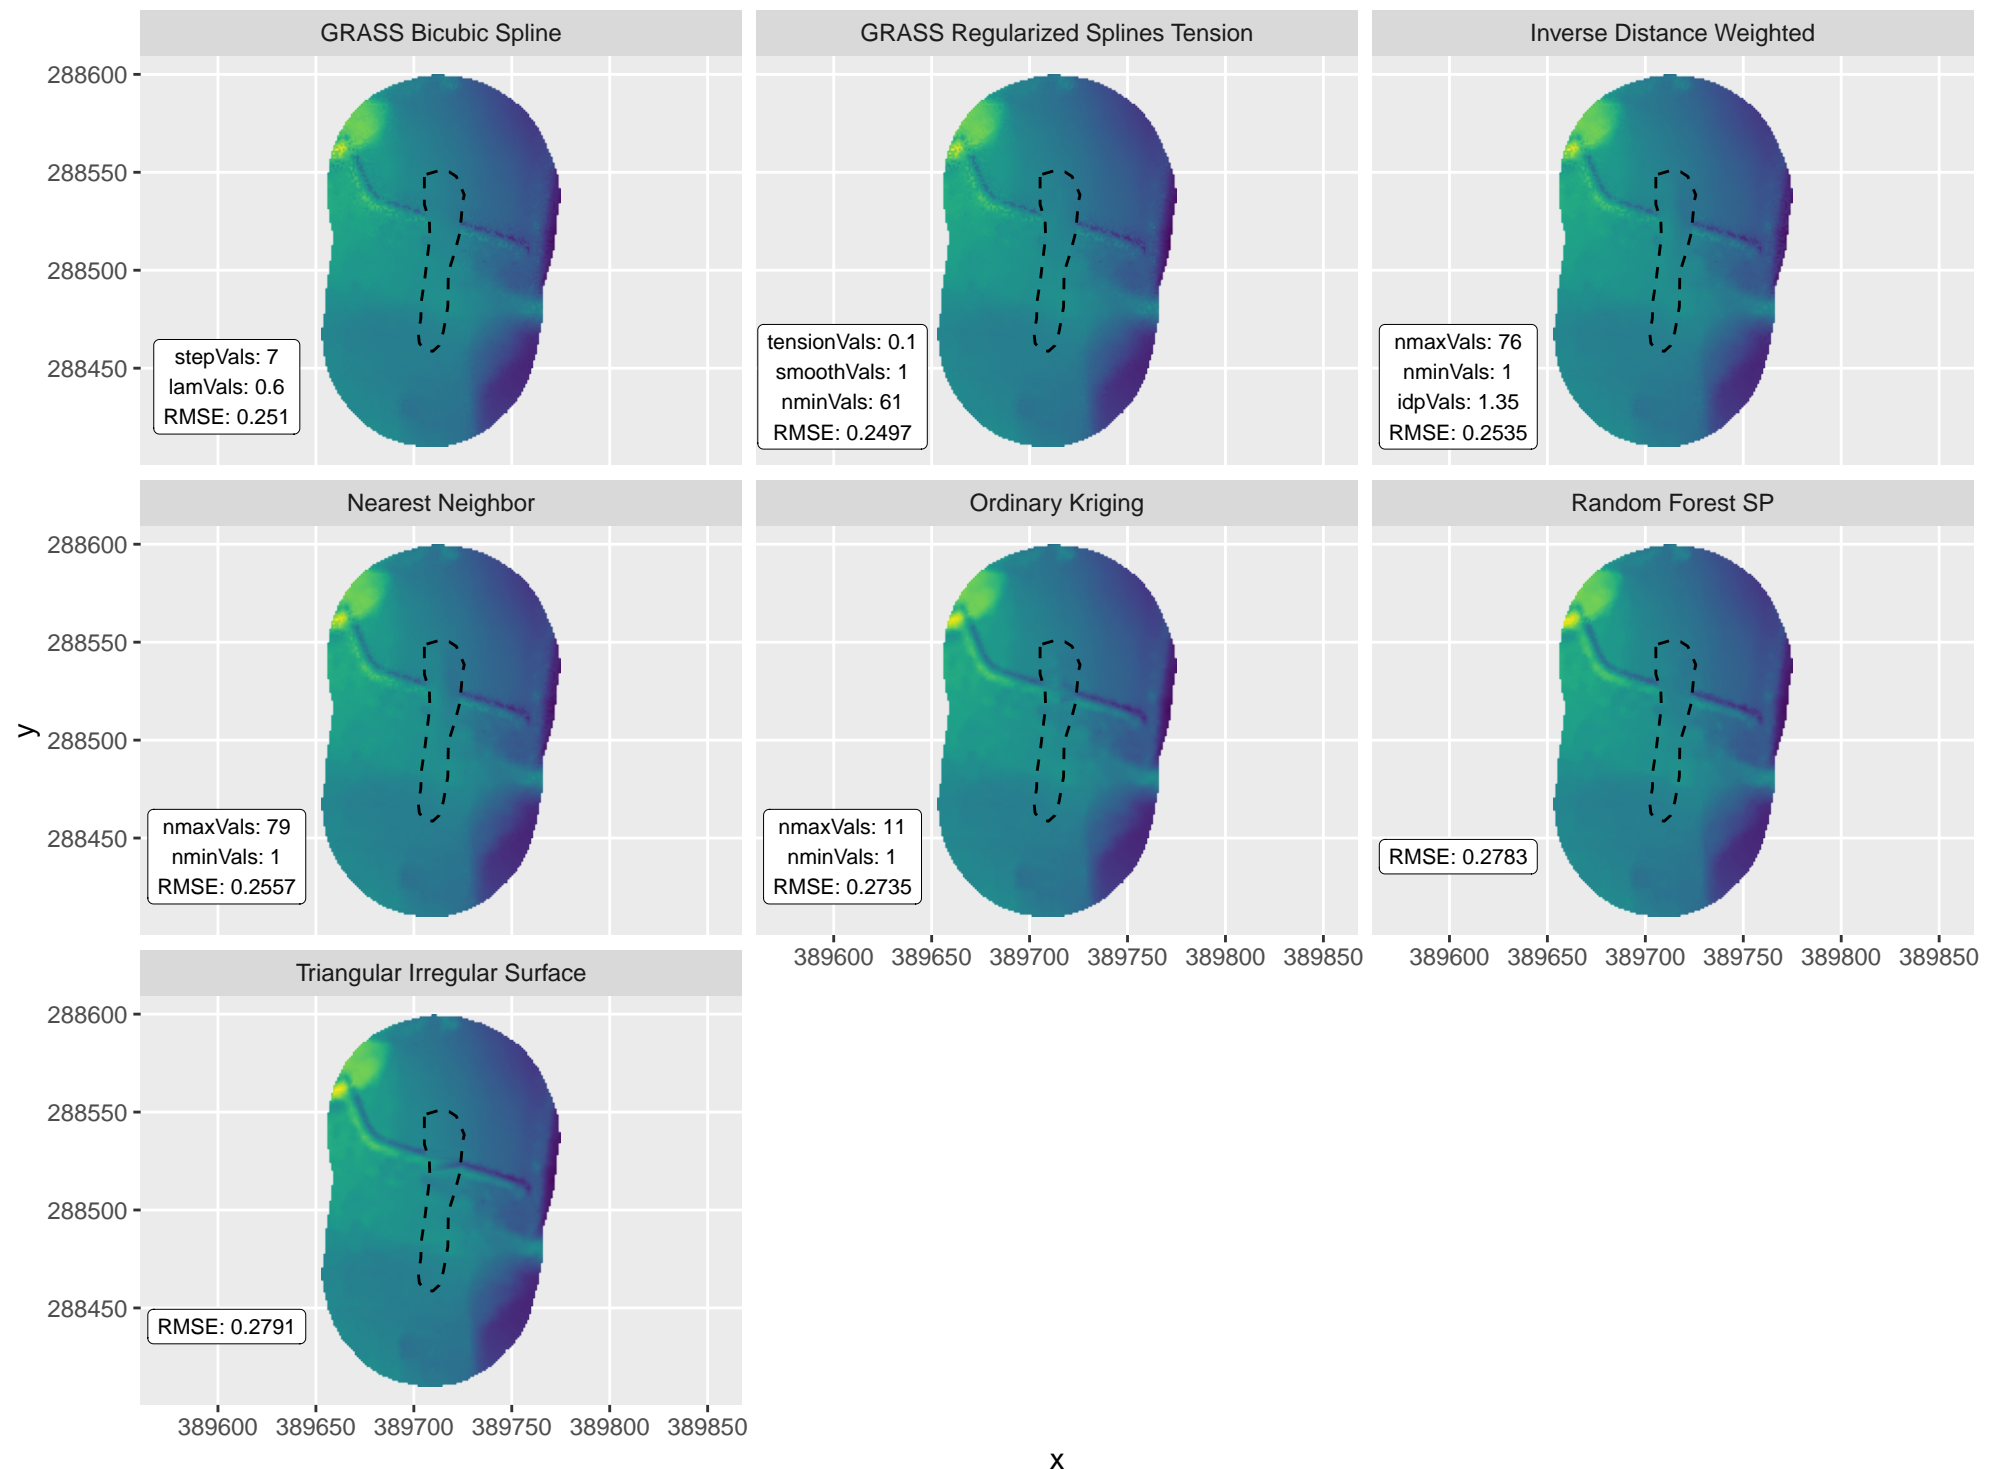 GRASS Bicubic Spline
GRASS Regularized Splines Tension
Inverse Distance Weighted
288600
288550
288500
288450
stepVals: 7
lamVals: 0.6
RMSE: 0.251
tensionVals: 0.1
smoothVals: 1
nminVals: 61
RMSE: 0.2497
nmaxVals: 76
nminVals: 1
idpVals: 1.35
RMSE: 0.2535
Nearest Neighbor
Ordinary Kriging
Random Forest SP
288600
288550
288500
288450
nmaxVals: 79
nminVals: 1
RMSE: 0.2557
nmaxVals: 11
nminVals: 1
RMSE: 0.2735
RMSE: 0.2783
y
389600 389650 389700 389750 389800 389850
389600 389650 389700 389750 389800 389850
Triangular Irregular Surface
288600
288550
288500
288450
RMSE: 0.2791
389600 389650 389700 389750 389800 389850
x